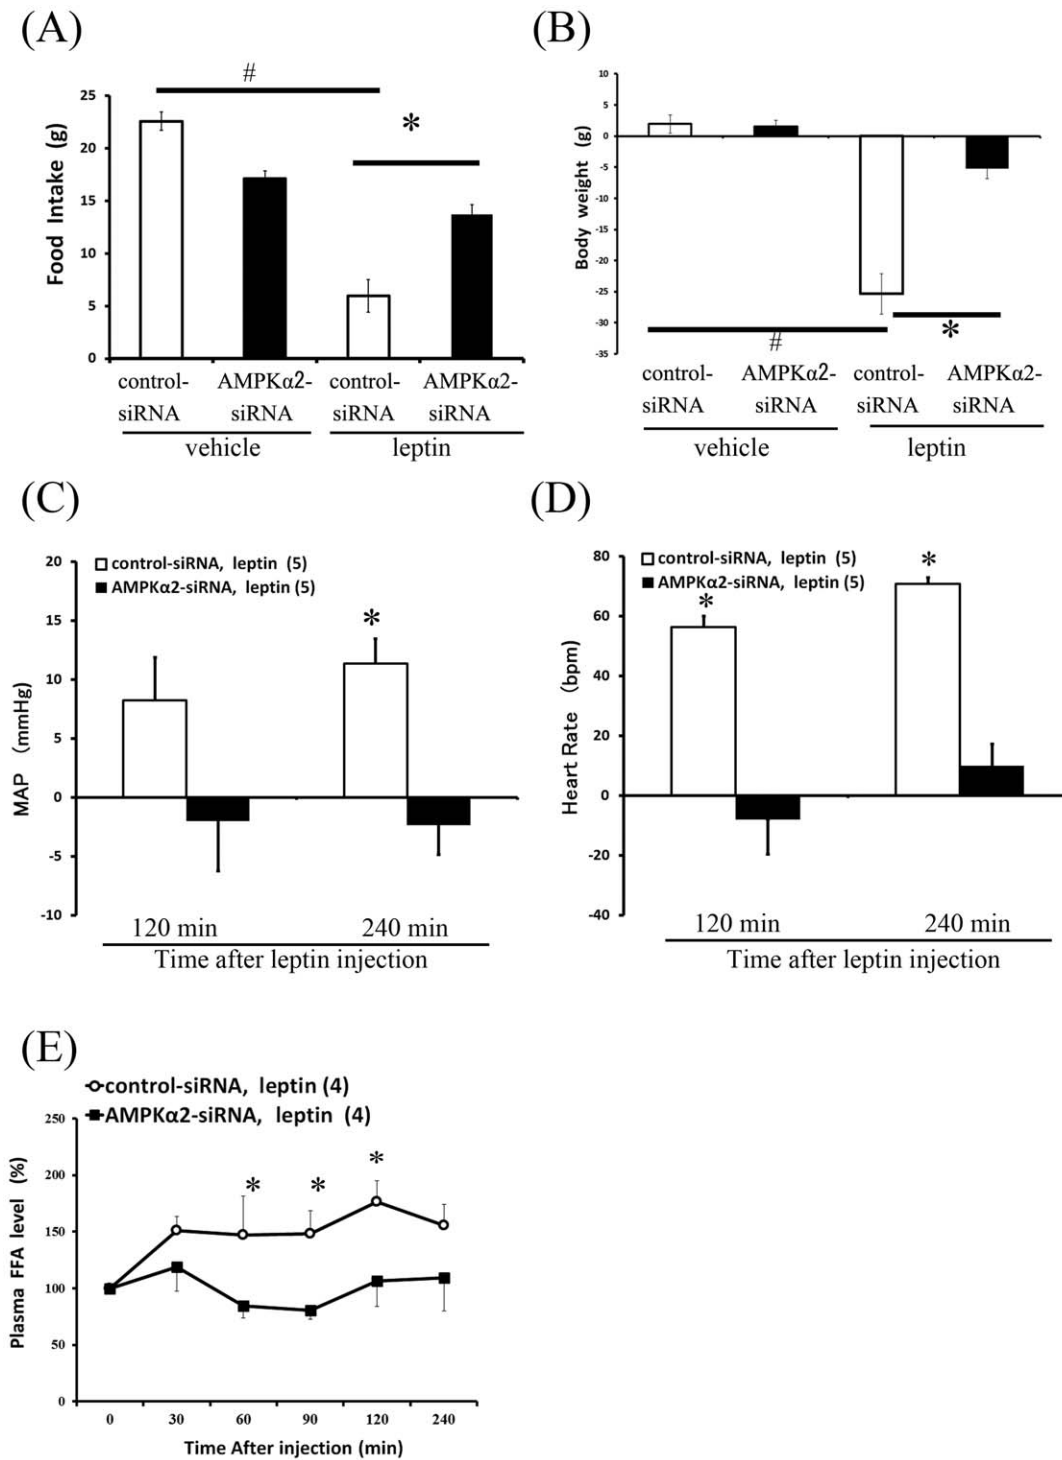 (A)
#
*
Food Intake (g)
25
20
15
10
5
0
control-
siRNA
AMPKα2-
siRNA
control-
siRNA
AMPKα2-
siRNA
vehicle
leptin
(B)
Body weight (g)
10
5
0
-5
-10
-15
-20
-25
-30
-35
#
*
control-
siRNA
AMPKα2-
siRNA
control-
siRNA
AMPKα2-
siRNA
vehicle
leptin
(C)
control-siRNA, leptin (5)
AMPKα2-siRNA, leptin (5)
MAP (mmHg)
20
15
10
5
0
-5
-10
*
120 min
240 min
Time after leptin injection
(D)
control-siRNA, leptin (5)
AMPKα2-siRNA, leptin (5)
Heart Rate (bpm)
80
60
40
20
0
-20
-40
*
*
120 min
240 min
Time after leptin injection
(E)
control-siRNA, leptin (4)
AMPKα2-siRNA, leptin (4)
Plasma FFA level (%)
250
200
150
100
50
0
* * *
0 30 60 90 120 240
Time After injection (min)